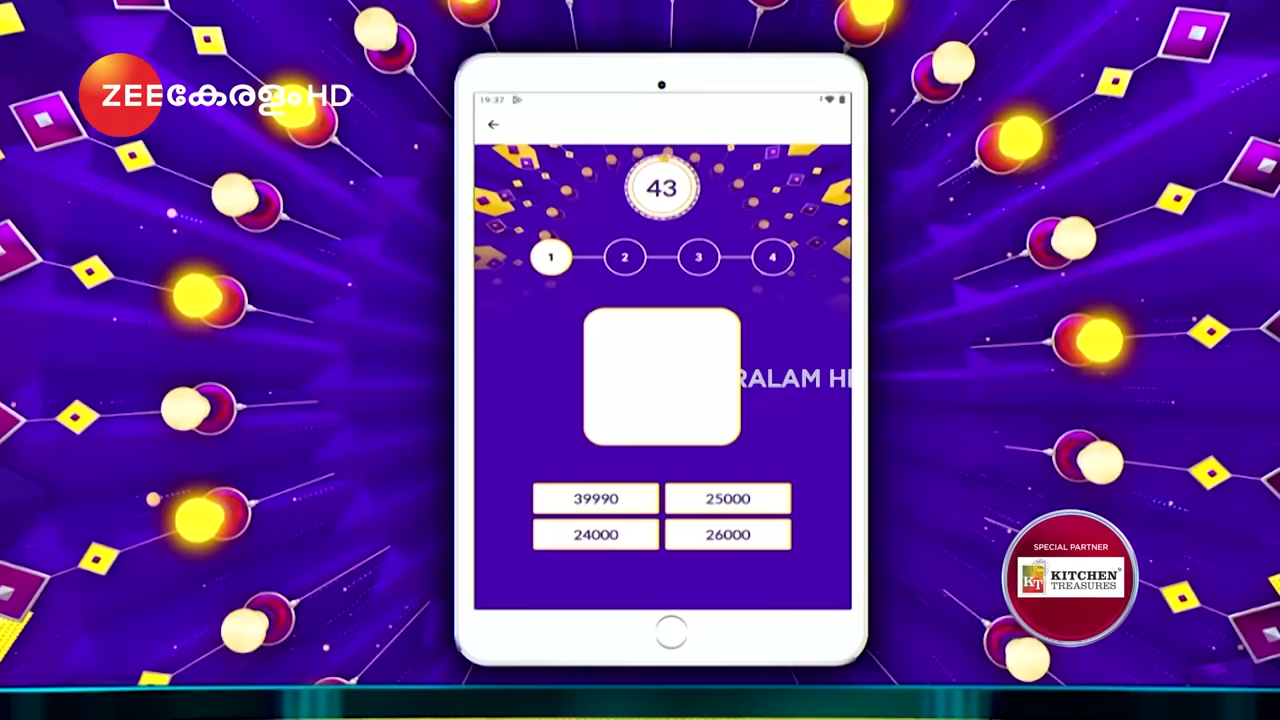 ZEEകേരളംHD
19:37
43
1 2 3 4
RALAM H
39990 25000
24000 26000
SPECIAL PARTNER
KT KITCHEN
TREASURES